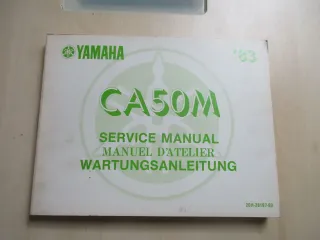 YAMAHA '83
CA50M
SERVICE MANUAL
MANUEL D'ATELIER
WARTUNGSANLEITUNG